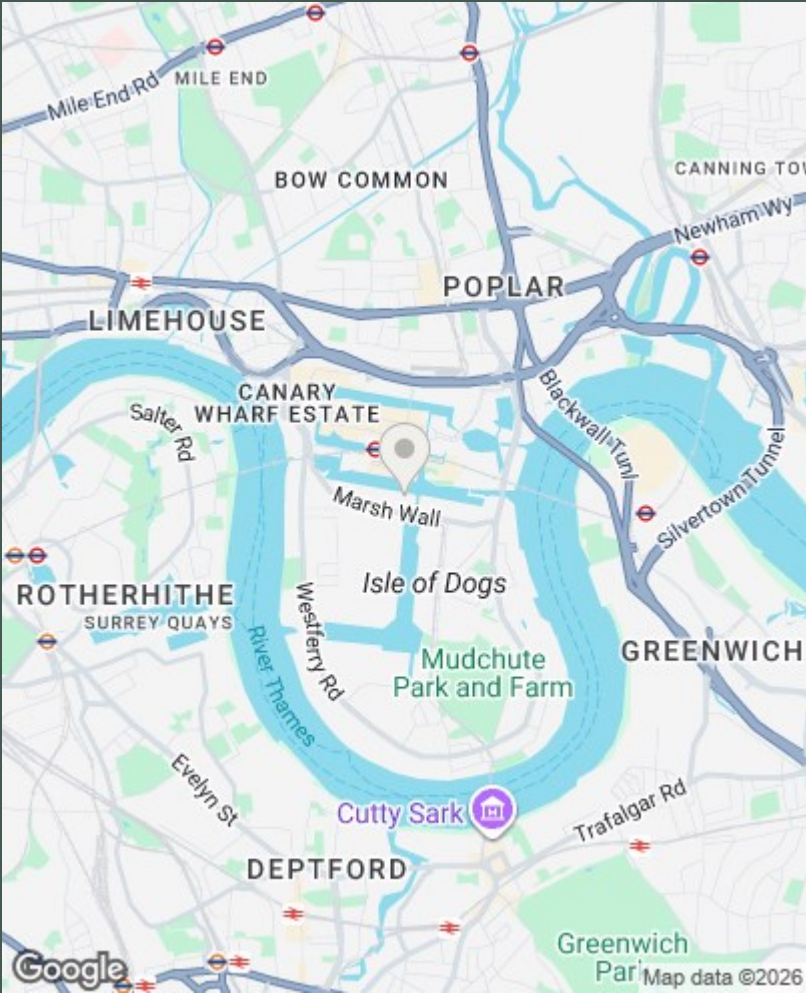 Mile End Rd
MILE END
BOW COMMON
CANNING TOW
Newham Wy
POPLAR
LIMEHOUSE
CANARY
WHARF ESTATE
Salter Rd
Blackwall Tunl
Silvertown Tunnel
Marsh Wall
Isle of Dogs
ROTHERHITHE
SURREY QUAYS
Westferry Rd
River Thames
GREENWICH
Mudchute
Park and Farm
Evelyn St
Cutty Sark
Trafalgar Rd
DEPTFORD
Greenwich
Park
Google
Map data ©2026